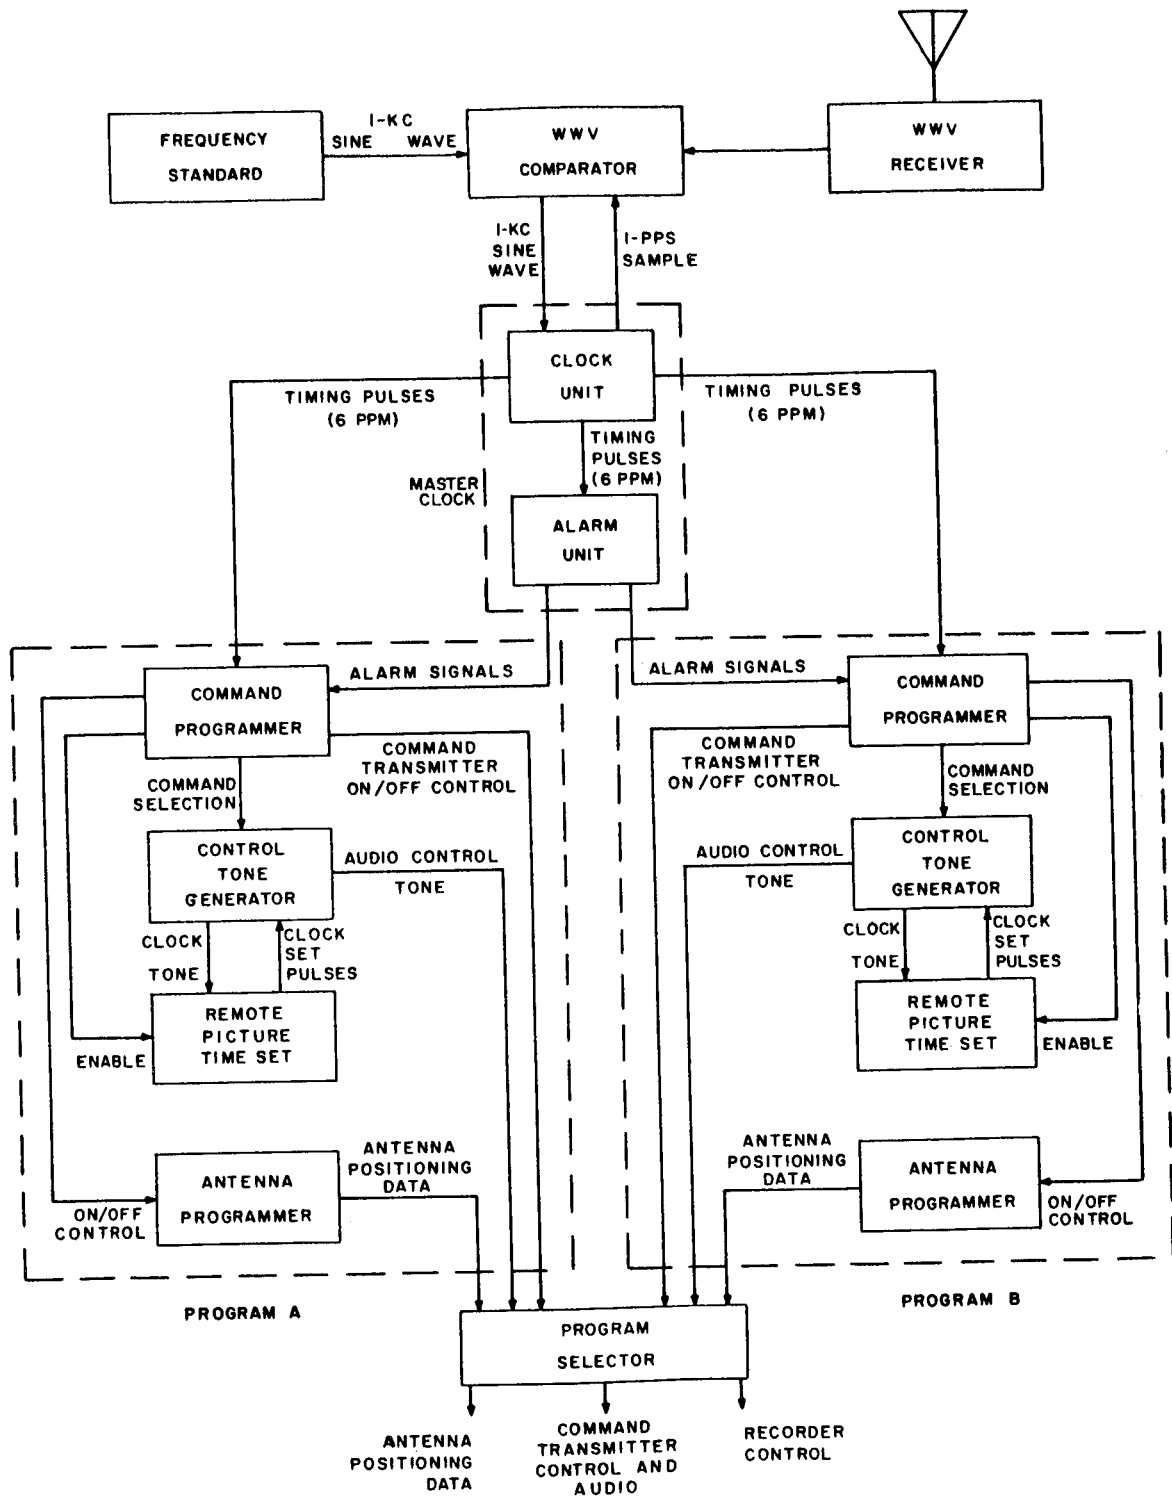 FREQUENCY
STANDARD
I-KC
SINE WAVE
WWV
COMPARATOR
WWV
RECEIVER
I-KC
SINE
WAVE
I-PPS
SAMPLE
CLOCK
UNIT
TIMING PULSES
(6 PPM)
TIMING PULSES
(6 PPM)
TIMING
PULSES
(6 PPM)
MASTER
CLOCK
ALARM
UNIT
ALARM SIGNALS
COMMAND
PROGRAMMER
COMMAND
TRANSMITTER
ON/OFF CONTROL
COMMAND
SELECTION
CONTROL
TONE
GENERATOR
AUDIO CONTROL
TONE
CLOCK
TONE
CLOCK
SET
PULSES
REMOTE
PICTURE
TIME SET
ENABLE
ANTENNA
PROGRAMMER
ON/OFF
CONTROL
ANTENNA
POSITIONING
DATA
PROGRAM A
ALARM SIGNALS
COMMAND
PROGRAMMER
COMMAND
TRANSMITTER
ON/OFF CONTROL
COMMAND
SELECTION
CONTROL
TONE
GENERATOR
AUDIO CONTROL
TONE
CLOCK
TONE
CLOCK
SET
PULSES
REMOTE
PICTURE
TIME SET
ENABLE
ANTENNA
POSITIONING
DATA
ANTENNA
PROGRAMMER
ON/OFF
CONTROL
PROGRAM B
PROGRAM
SELECTOR
ANTENNA
POSITIONING
DATA
COMMAND
TRANSMITTER
CONTROL AND
AUDIO
RECORDER
CONTROL